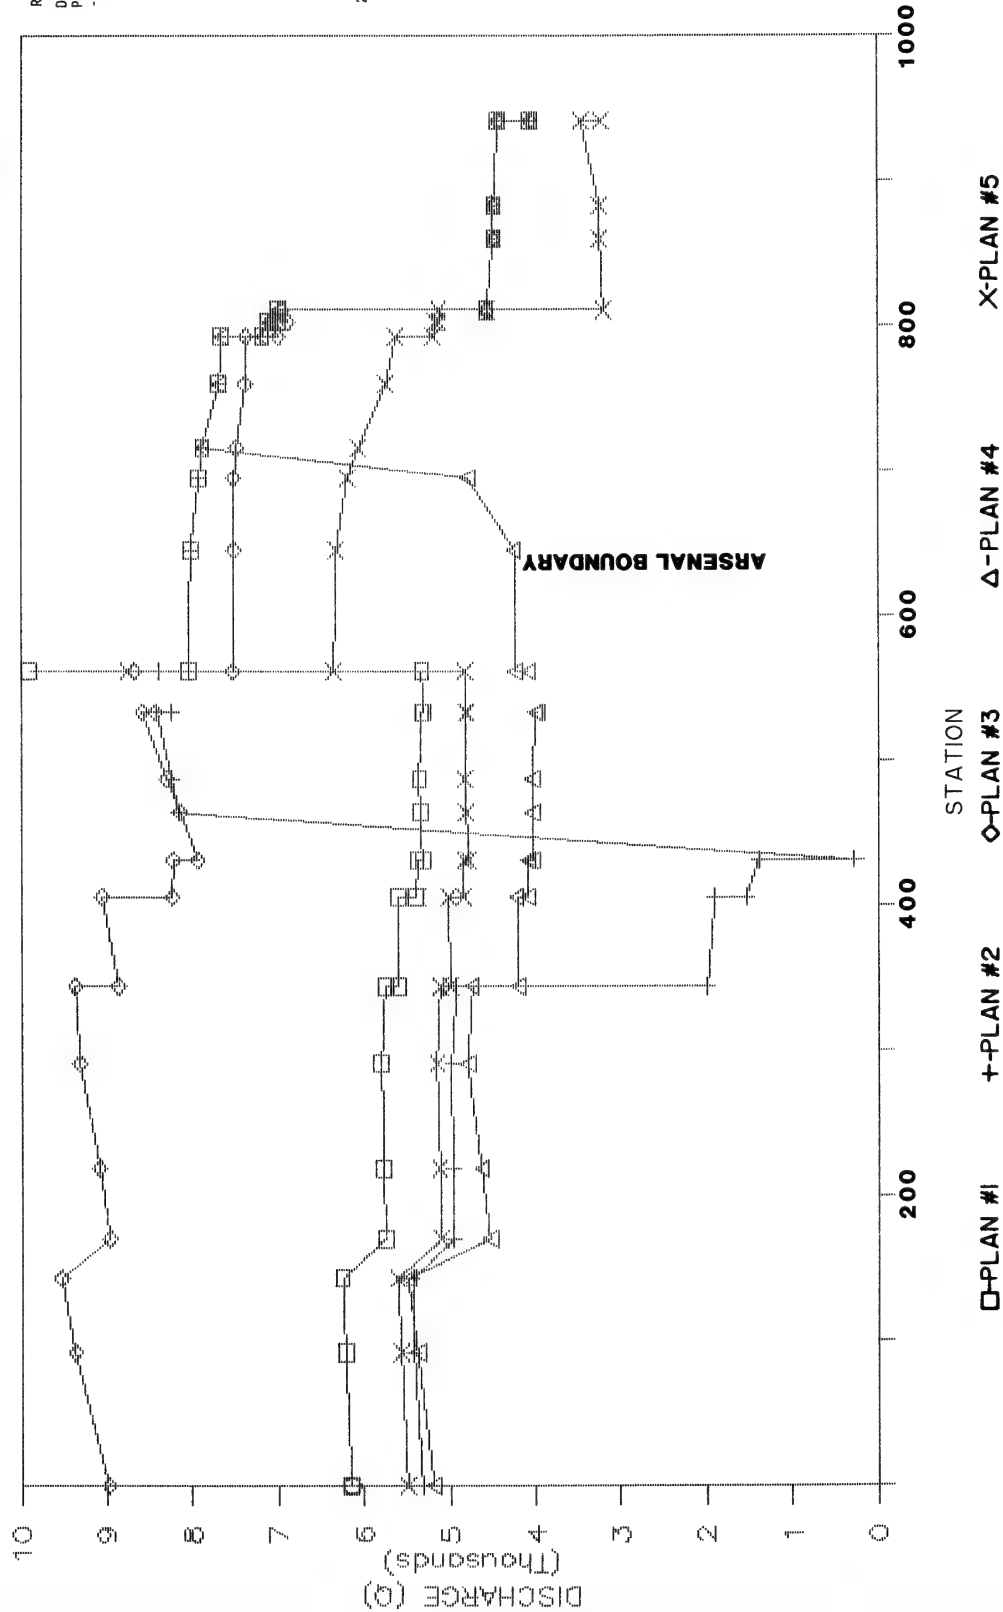 10
9
8
7
6
5
4
3
2
1
0
DISCHARGE (Q)
(Thousands)
200
400
600
800
1000
STATION
ARSENAL BOUNDARY
□-PLAN #1
+-PLAN #2
◇-PLAN #3
△-PLAN #4
X-PLAN #5